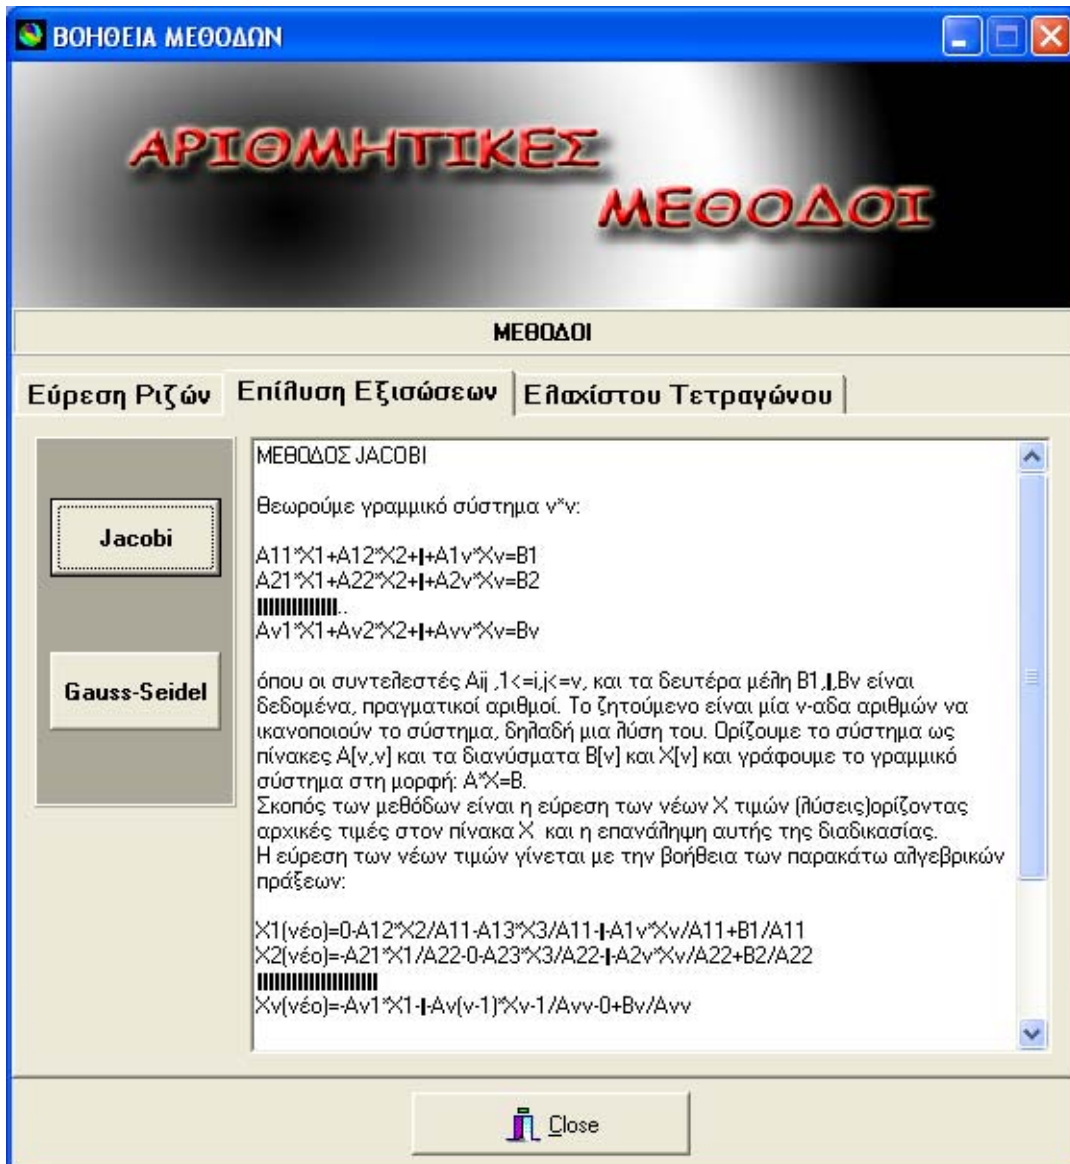 ΒΟΗΘΕΙΑ ΜΕΘΟΔΩΝ
ΑΡΙΘΜΗΤΙΚΕΣ
ΜΕΘΟΔΟΙ
ΜΕΘΟΔΟΙ
Εύρεση Ριζών
Επίλυση Εξισώσεων
Ελαχίστου Τετραγώνου
Jacobi
Gauss-Seidel
ΜΕΘΟΔΟΣ JACOBI
Θεωρούμε γραμμικό σύστημα ν*ν:
A11*X1+A12*X2+|+A1ν*Xν=B1
A21*X1+A22*X2+|+A2ν*Xν=B2
|||||||||||||..
Aν1*X1+Aν2*X2+|+Aνν*Xν=Bν
όπου οι συντελεστές Aij ,1<=i,j<=ν, και τα δευτέρα μέλη B1,|,Bν είναι
δεδομένα, πραγματικοί αριθμοί. Το ζητούμενο είναι μία ν-αδα αριθμών να
ικανοποιούν το σύστημα, δηλαδή μια λύση του. Ορίζουμε το σύστημα ως
πίνακες A[ν,ν] και τα διανύσματα B[ν] και X[ν] και γράφουμε το γραμμικό
σύστημα στη μορφή: A*X=B.
Σκοπός των μεθόδων είναι η εύρεση των νέων X τιμών (λύσεις)ορίζοντας
αρχικές τιμές στον πίνακα X και η επανάληψη αυτής της διαδικασίας.
Η εύρεση των νέων τιμών γίνεται με την βοήθεια των παρακάτω αλγεβρικών
πράξεων:
X1(νέο)=0-A12*X2/A11-A13*X3/A11-|-A1ν*Xν/A11+B1/A11
X2(νέο)=-A21*X1/A22-0-A23*X3/A22-|-A2ν*Xν/A22+B2/A22
||||||||||||||||||||
Xν(νέο)=-Aν1*X1-|-Aν(ν-1)*Xν-1/Aνν-0+Bν/Aνν
Close